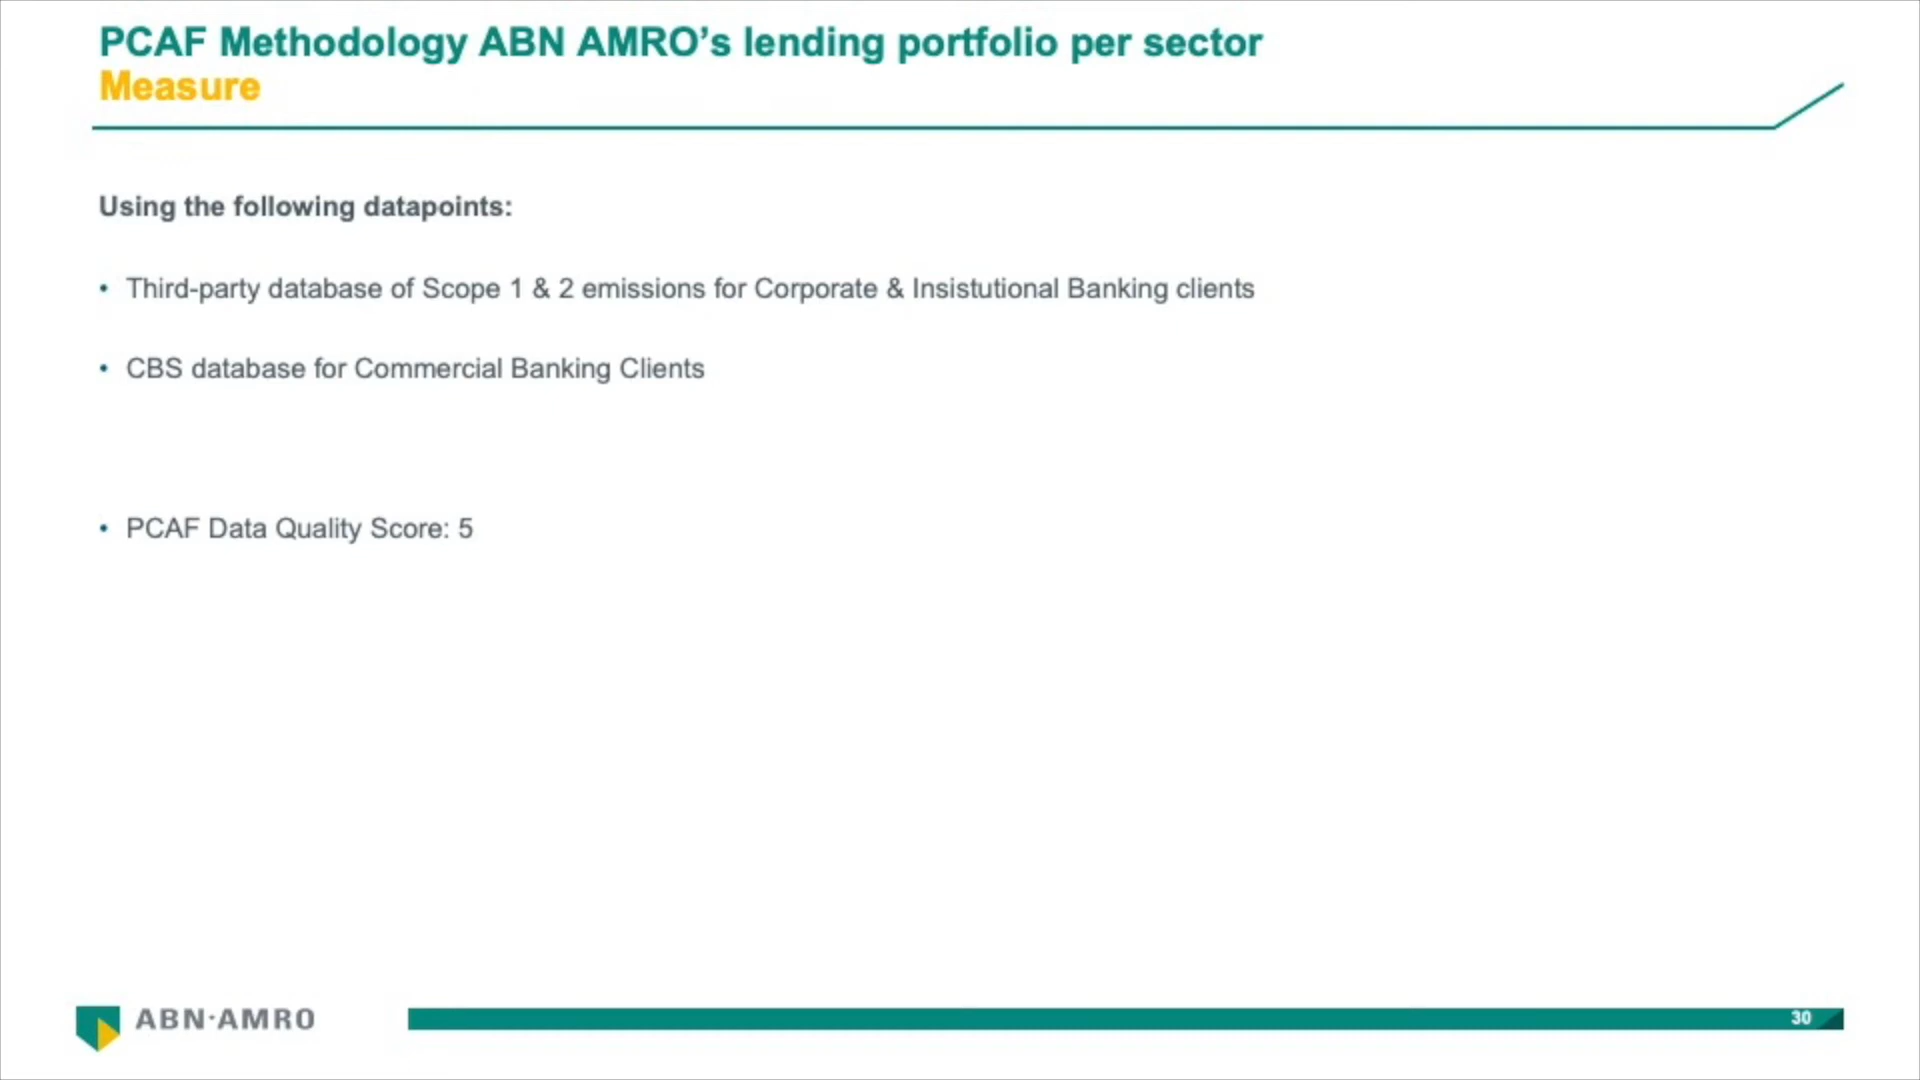 PCAF Methodology ABN AMRO’s lending portfolio per sector
Measure
Using the following datapoints:
• Third-party database of Scope 1 & 2 emissions for Corporate & Insistutional Banking clients
• CBS database for Commercial Banking Clients
• PCAF Data Quality Score: 5
ABN·AMRO
30